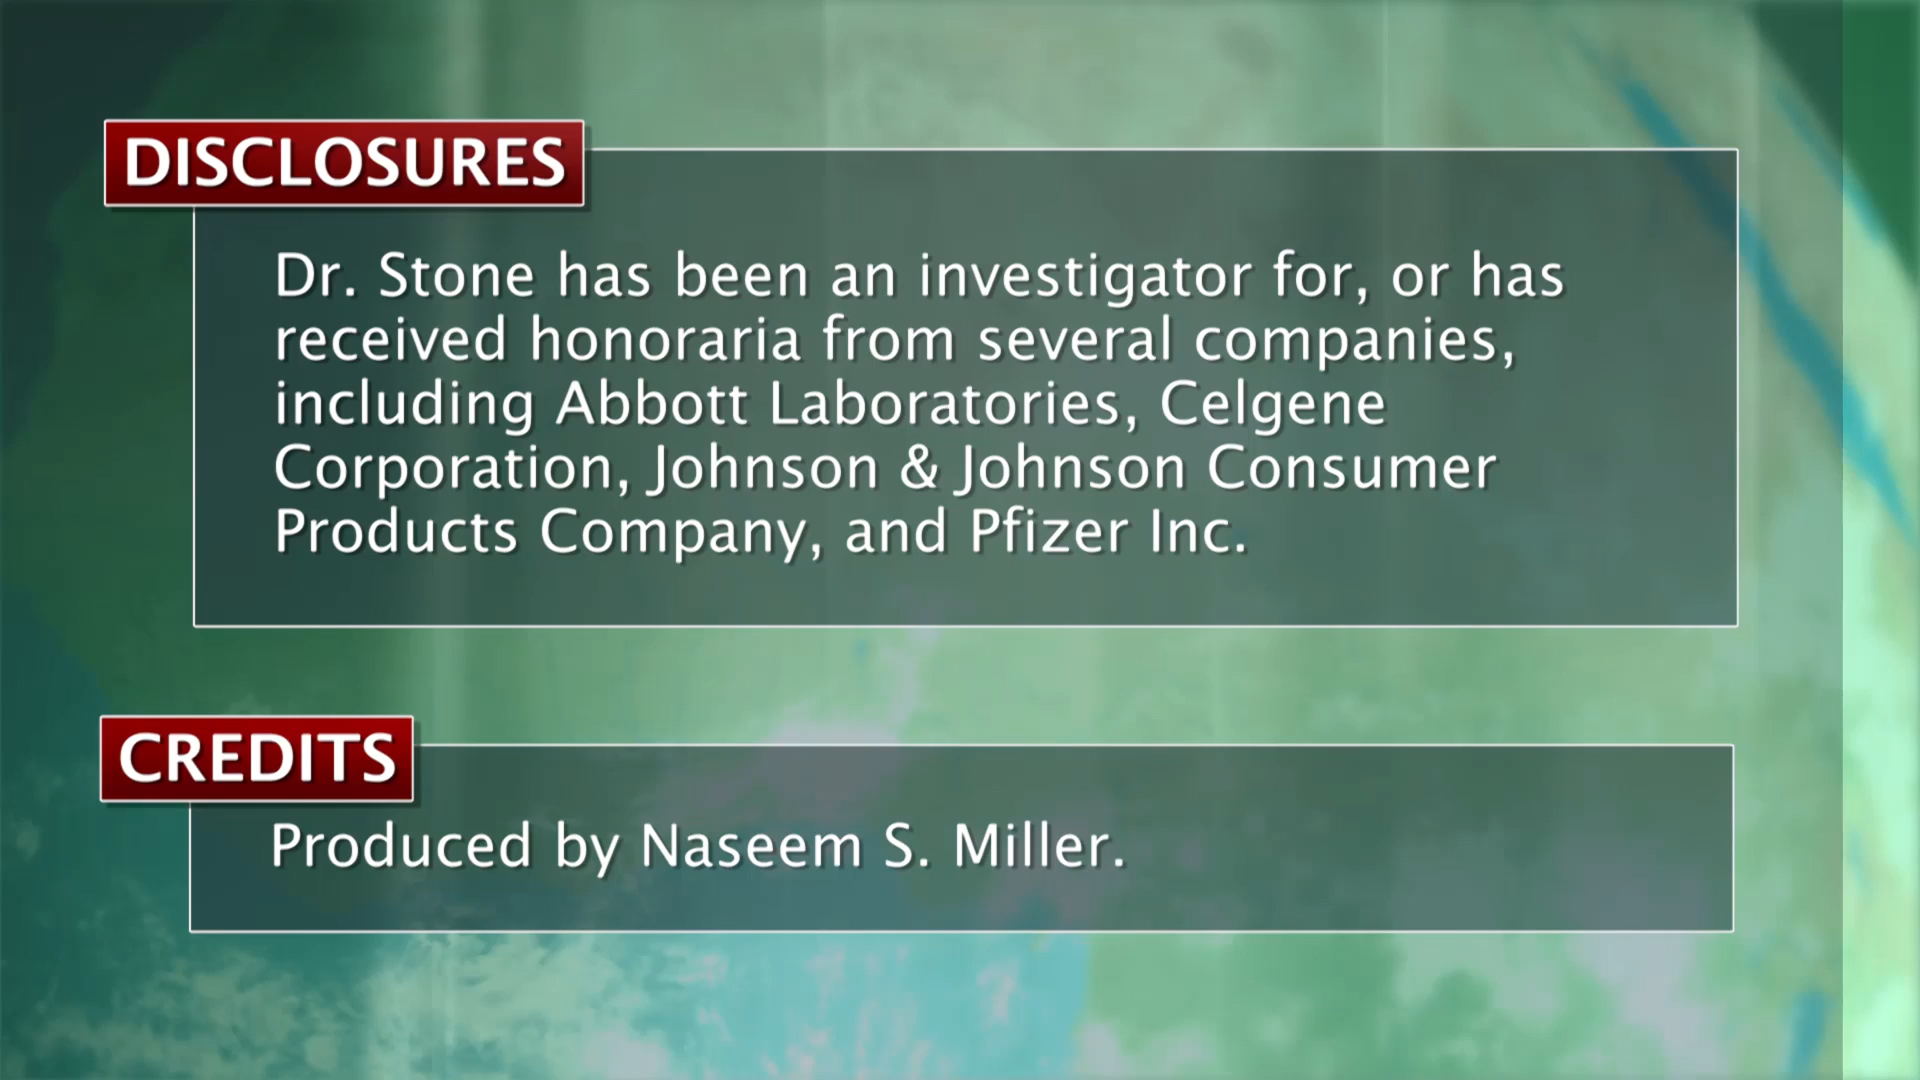 DISCLOSURES
Dr. Stone has been an investigator for, or has
received honoraria from several companies,
including Abbott Laboratories, Celgene
Corporation, Johnson & Johnson Consumer
Products Company, and Pfizer Inc.
CREDITS
Produced by Naseem S. Miller.